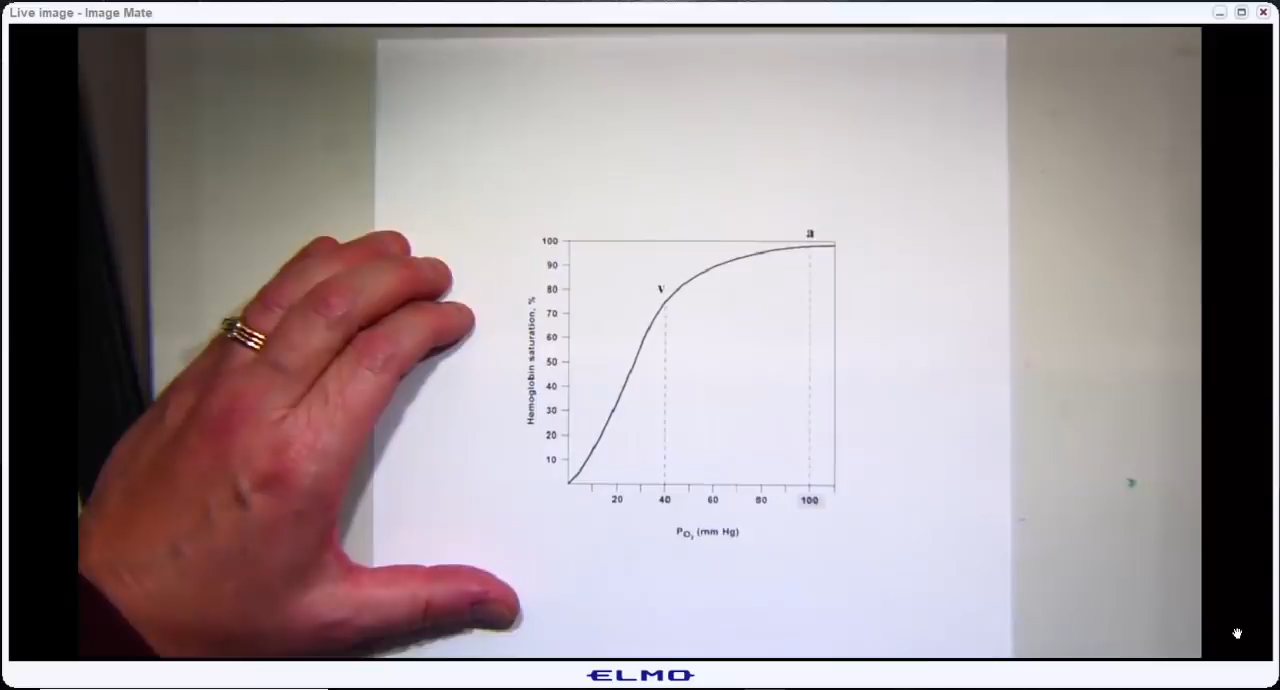 Live image - Image Mate
a
v
100
90
80
70
60
50
40
30
20
10
Hemoglobin saturation, %
20 40 60 80 100
PO₂ (mm Hg)
ELMO